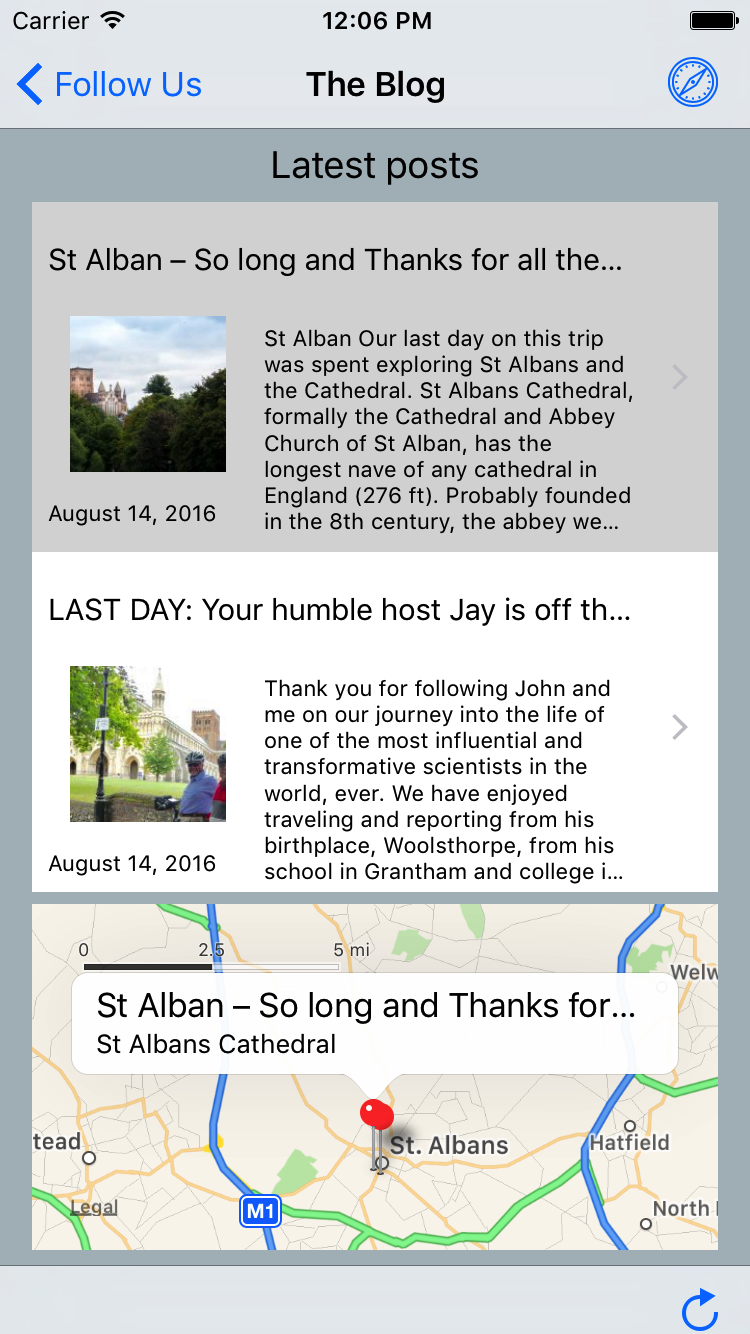 Carrier 12:06 PM
Follow Us The Blog
Latest posts
St Alban – So long and Thanks for all the...
St Alban Our last day on this trip
was spent exploring St Albans and
the Cathedral. St Albans Cathedral,
formally the Cathedral and Abbey
Church of St Alban, has the
longest nave of any cathedral in
England (276 ft). Probably founded
in the 8th century, the abbey we...
August 14, 2016
LAST DAY: Your humble host Jay is off th...
Thank you for following John and
me on our journey into the life of
one of the most influential and
transformative scientists in the
world, ever. We have enjoyed
traveling and reporting from his
birthplace, Woolsthorpe, from his
school in Grantham and college i...
August 14, 2016
0 2.5 5 mi
Welw
St Alban – So long and Thanks for...
St Albans Cathedral
tead
St. Albans
Hatfield
Legal
M1
North